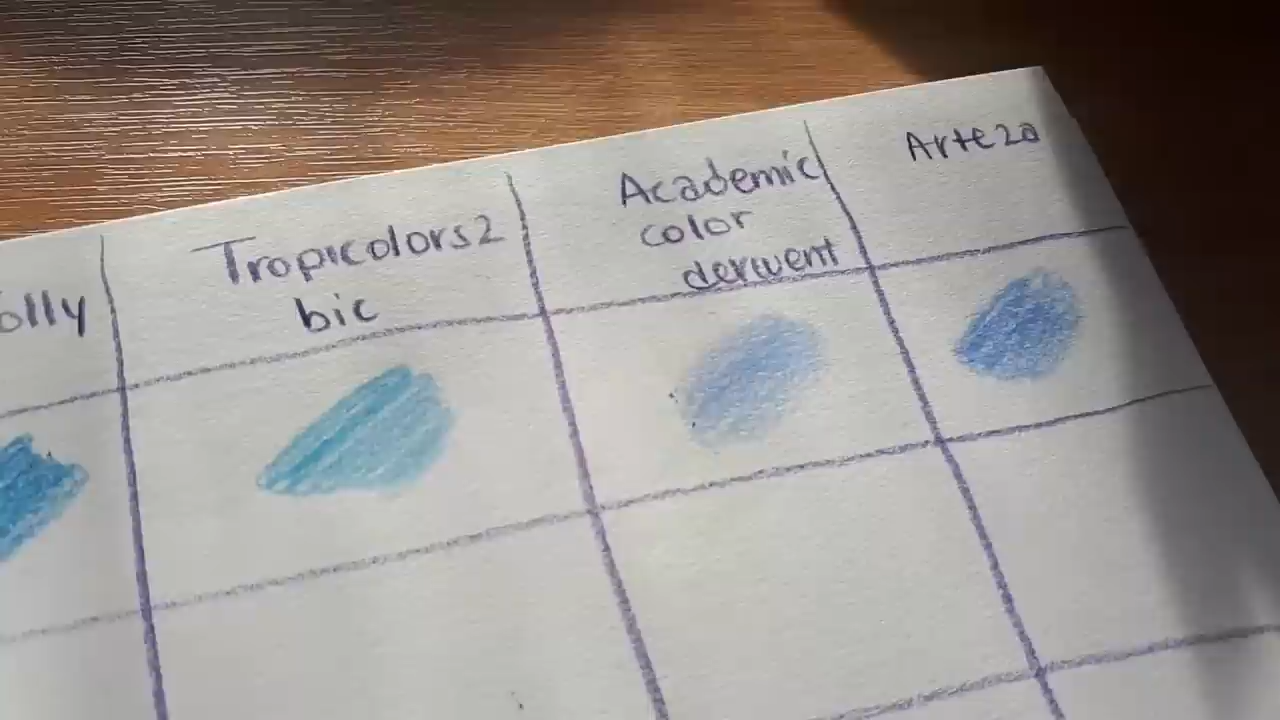 olly
Tropicolors2
bic
Academic
color
derwent
Arteza